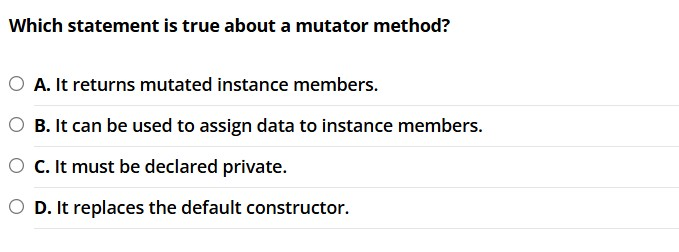 Which statement is true about a mutator method?
A. It returns mutated instance members.
B. It can be used to assign data to instance members.
C. It must be declared private.
D. It replaces the default constructor.